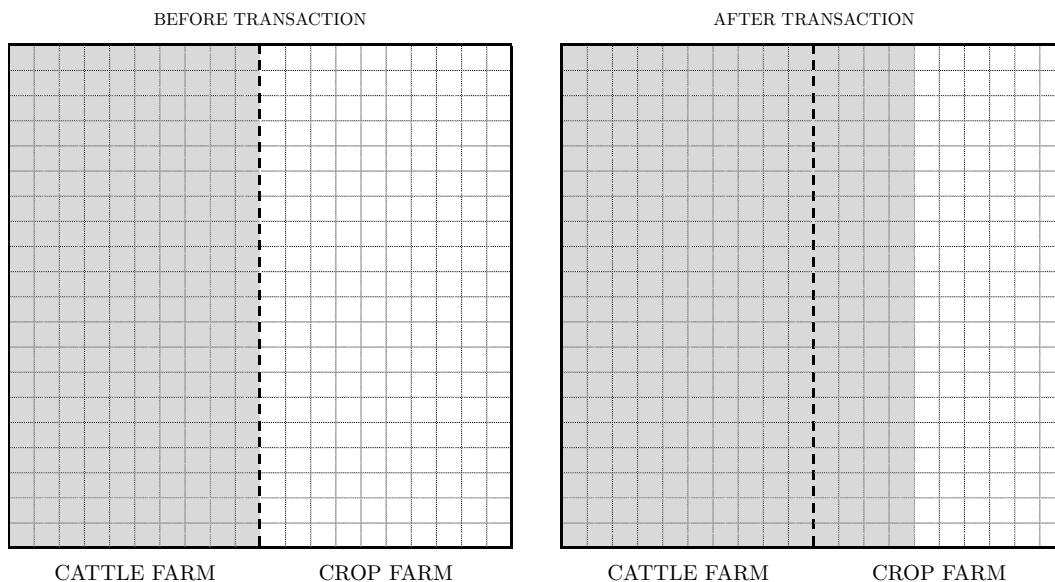 BEFORE TRANSACTION
AFTER TRANSACTION
CATTLE FARM
CROP FARM
CATTLE FARM
CROP FARM